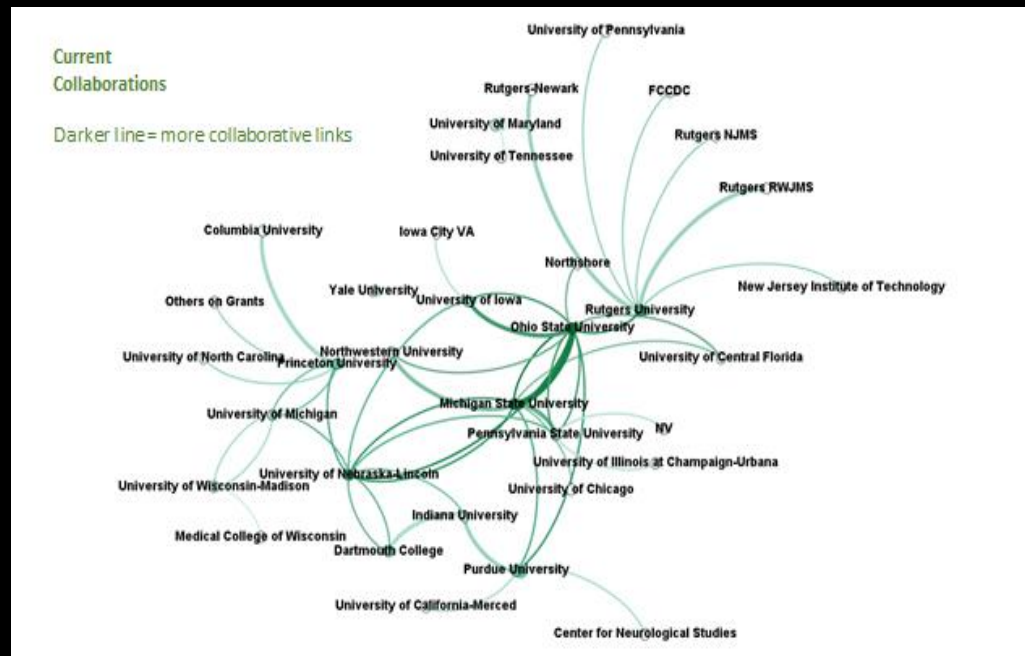 Current
Collaborations
Darker line = more collaborative links
University of Pennsylvania
Rutgers-Newark
FCCDC
University of Maryland
Rutgers NJMS
University of Tennessee
Rutgers RWJMS
Columbia University
Iowa City VA
Northshore
New Jersey Institute of Technology
Yale University
University of Iowa
Others on Grants
Rutgers University
Ohio State University
Northwestern University
University of North Carolina
Princeton University
University of Central Florida
Michigan State University
University of Michigan
Pennsylvania State University
NV
University of Illinois at Champaign-Urbana
University of Nebraska-Lincoln
University of Wisconsin-Madison
University of Chicago
Indiana University
Medical College of Wisconsin
Dartmouth College
Purdue University
University of California-Merced
Center for Neurological Studies